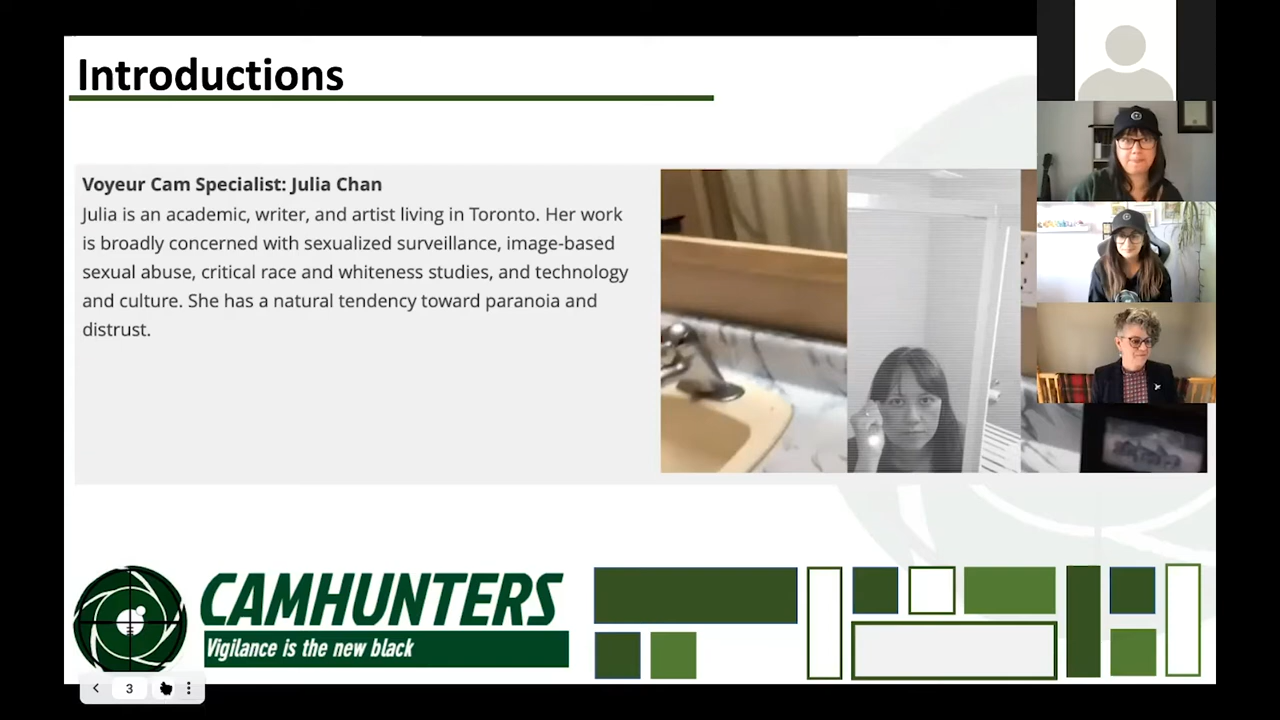 Introductions
Voyeur Cam Specialist: Julia Chan
Julia is an academic, writer, and artist living in Toronto. Her work
is broadly concerned with sexualized surveillance, image-based
sexual abuse, critical race and whiteness studies, and technology
and culture. She has a natural tendency toward paranoia and
distrust.
CAMHUNTERS
Vigilance is the new black
3